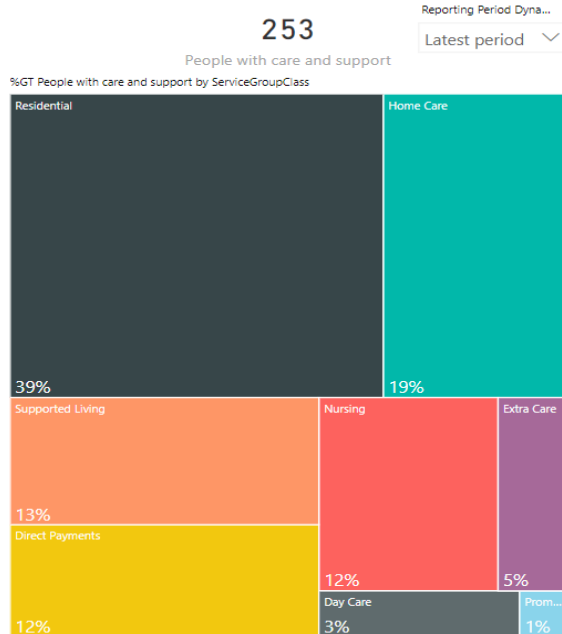 Reporting Period Dyna...
253
Latest period
People with care and support
%GT People with care and support by ServiceGroupClass
Residential
Home Care
39%
19%
Supported Living
Nursing
Extra Care
13%
Direct Payments
12%
5%
Day Care
Prom...
12%
3%
1%